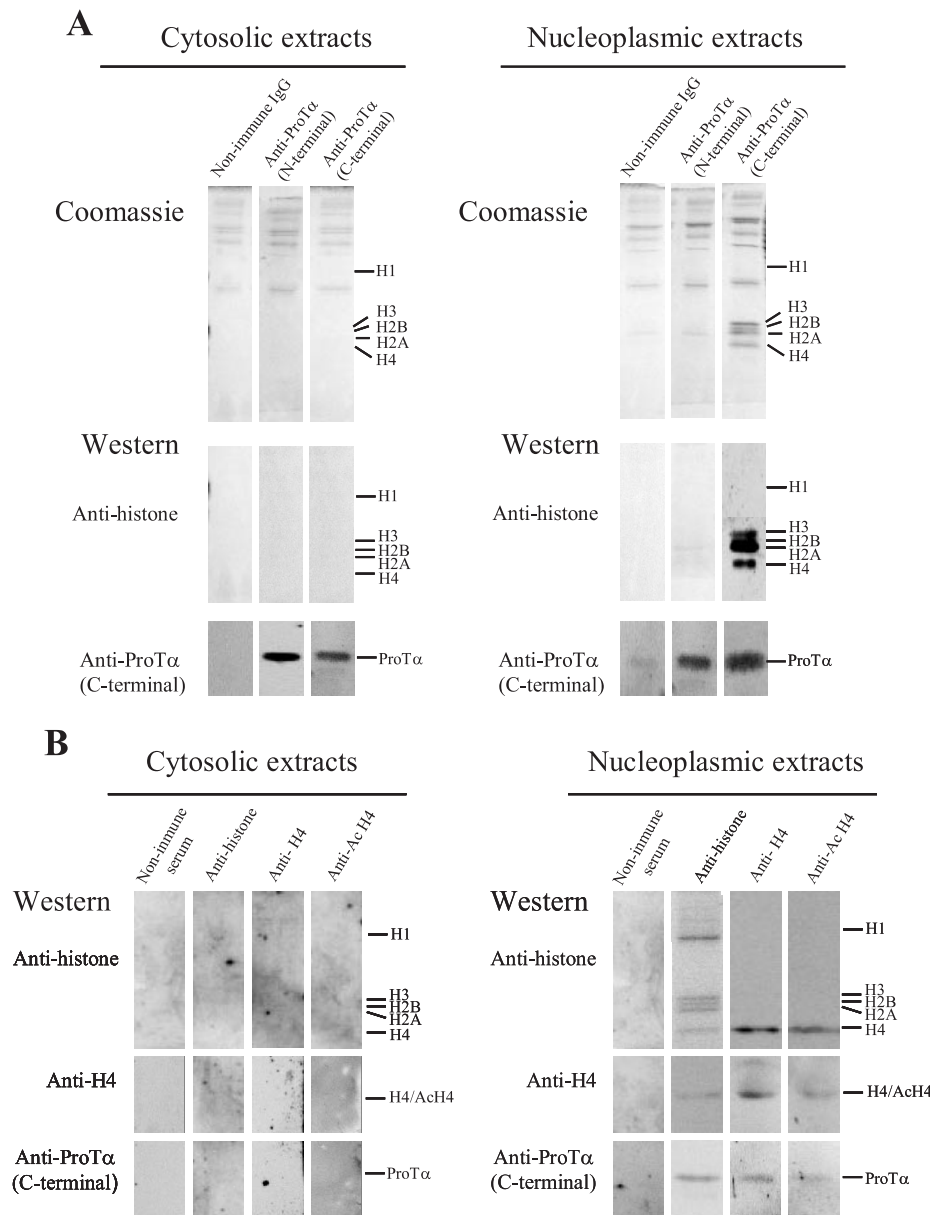 A
Cytosolic extracts
Nucleoplasmic extracts
Non-immune IgG
Anti-ProTα
(N-terminal)
Anti-ProTα
(C-terminal)
Non-immune IgG
Anti-ProTα
(N-terminal)
Anti-ProTα
(C-terminal)
Coomassie
H1
H3
H2B
H2A
H4
Coomassie
H1
H3
H2B
H2A
H4
Western
Anti-histone
H1
H3
H2B
H2A
H4
Western
Anti-histone
H1
H3
H2B
H2A
H4
Anti-ProTα
(C-terminal)
ProTα
Anti-ProTα
(C-terminal)
ProTα
B
Cytosolic extracts
Nucleoplasmic extracts
Non-inmune
serum
Anti-histone
Anti- H4
Anti-Ac H4
Non-inmune
serum
Anti-histone
Anti- H4
Anti-Ac H4
Western
Anti-histone
H1
H3
H2B
H2A
H4
Western
Anti-histone
H1
H3
H2B
H2A
H4
Anti-H4
H4/AcH4
Anti-H4
H4/AcH4
Anti-ProTα
(C-terminal)
ProTα
Anti-ProTα
(C-terminal)
ProTα